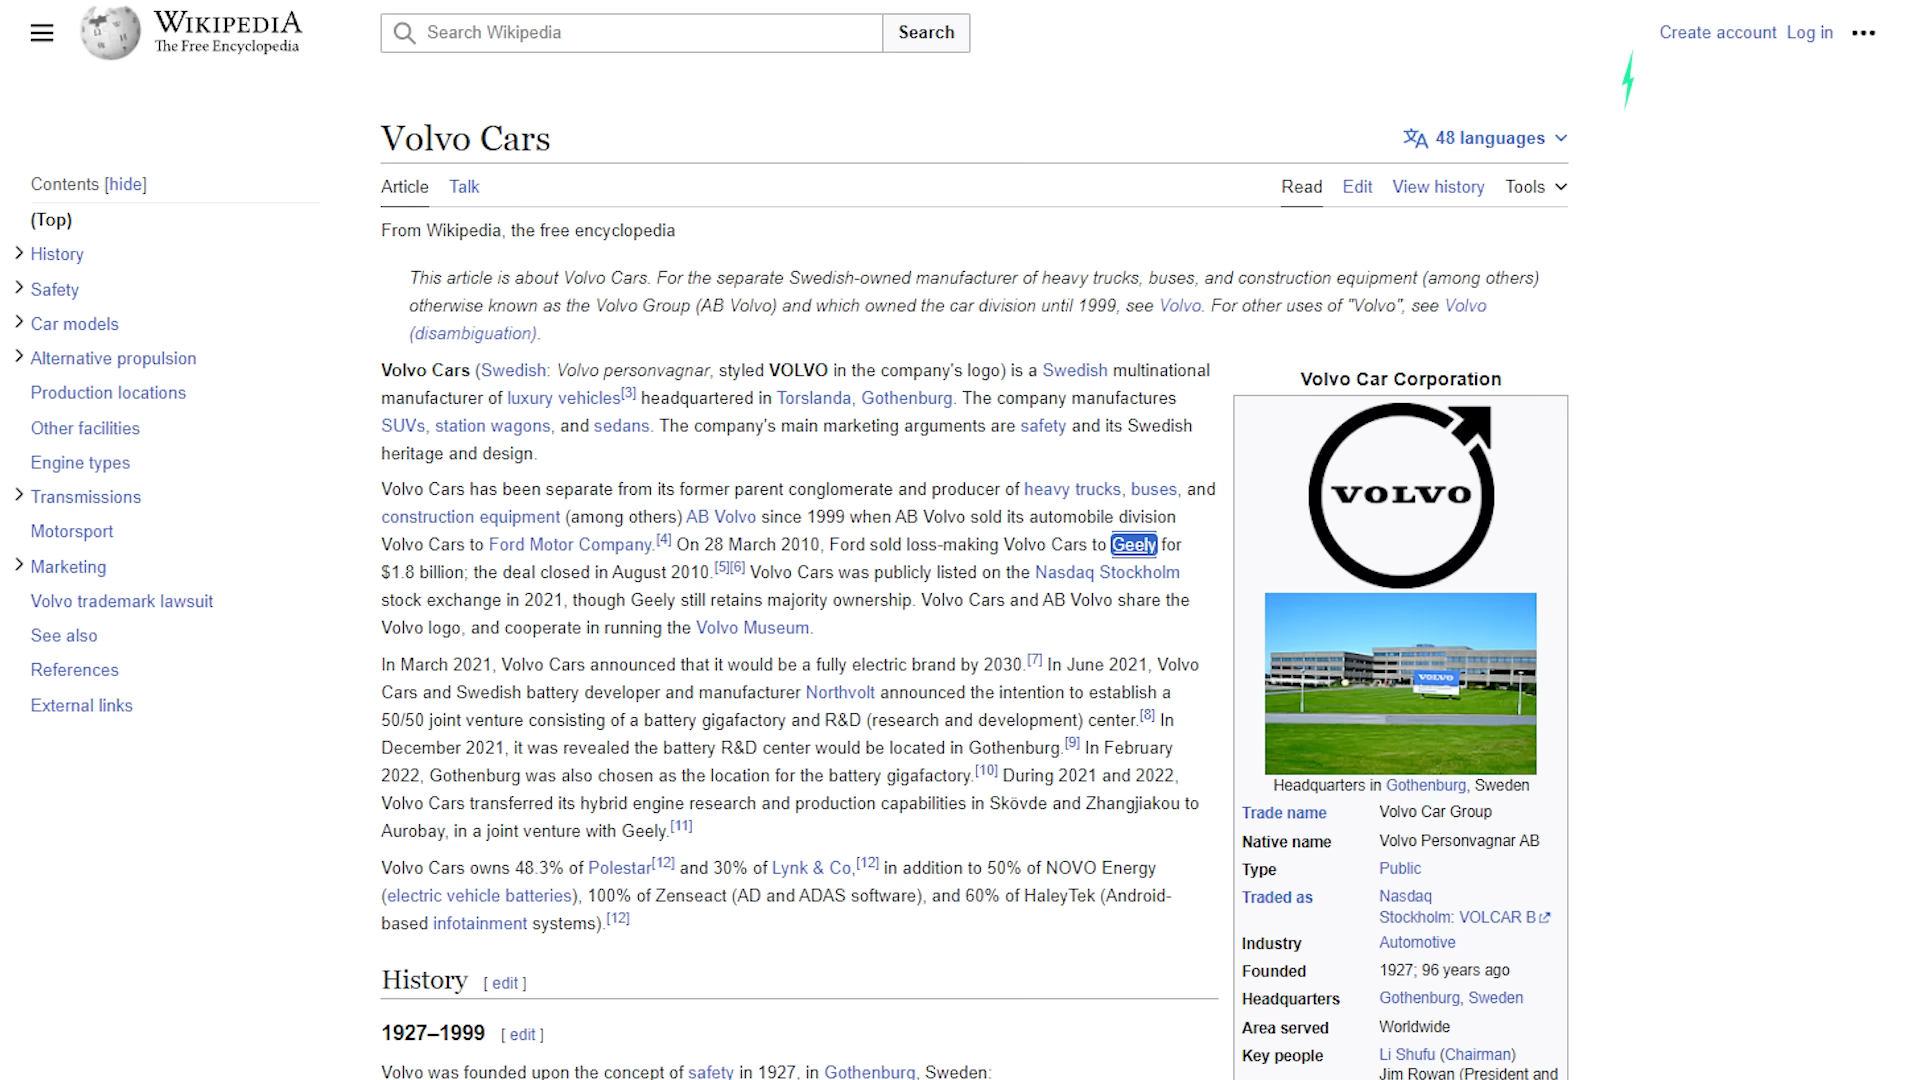 WIKIPEDIA
The Free Encyclopedia
Search Wikipedia
Search
Create account Log in
Volvo Cars
48 languages
Contents [hide]
(Top)
History
Safety
Car models
Alternative propulsion
Production locations
Other facilities
Engine types
Transmissions
Motorsport
Marketing
Volvo trademark lawsuit
See also
References
External links
Article Talk
Read Edit View history Tools
From Wikipedia, the free encyclopedia
This article is about Volvo Cars. For the separate Swedish-owned manufacturer of heavy trucks, buses, and construction equipment (among others)
otherwise known as the Volvo Group (AB Volvo) and which owned the car division until 1999, see Volvo. For other uses of "Volvo", see Volvo
(disambiguation).
Volvo Cars (Swedish: Volvo personvagnar, styled VOLVO in the company's logo) is a Swedish multinational
manufacturer of luxury vehicles[3] headquartered in Torslanda, Gothenburg. The company manufactures
SUVs, station wagons, and sedans. The company's main marketing arguments are safety and its Swedish
heritage and design.
Volvo Cars has been separate from its former parent conglomerate and producer of heavy trucks, buses, and
construction equipment (among others) AB Volvo since 1999 when AB Volvo sold its automobile division
Volvo Cars to Ford Motor Company.[4] On 28 March 2010, Ford sold loss-making Volvo Cars to Geely for
$1.8 billion; the deal closed in August 2010.[5][6] Volvo Cars was publicly listed on the Nasdaq Stockholm
stock exchange in 2021, though Geely still retains majority ownership. Volvo Cars and AB Volvo share the
Volvo logo, and cooperate in running the Volvo Museum.
In March 2021, Volvo Cars announced that it would be a fully electric brand by 2030.[7] In June 2021, Volvo
Cars and Swedish battery developer and manufacturer Northvolt announced the intention to establish a
50/50 joint venture consisting of a battery gigafactory and R&D (research and development) center.[8] In
December 2021, it was revealed the battery R&D center would be located in Gothenburg.[9] In February
2022, Gothenburg was also chosen as the location for the battery gigafactory.[10] During 2021 and 2022,
Volvo Cars transferred its hybrid engine research and production capabilities in Skövde and Zhangjiakou to
Aurobay, in a joint venture with Geely.[11]
Volvo Cars owns 48.3% of Polestar[12] and 30% of Lynk & Co,[12] in addition to 50% of NOVO Energy
(electric vehicle batteries), 100% of Zenseact (AD and ADAS software), and 60% of HaleyTek (Android-
based infotainment systems).[12]
History [ edit ]
1927–1999 [ edit ]
Volvo was founded upon the concept of safety in 1927, in Gothenburg, Sweden:
Volvo Car Corporation
VOLVO
VOLVO
Headquarters in Gothenburg, Sweden
Trade name Volvo Car Group
Native name Volvo Personvagnar AB
Type Public
Traded as Nasdaq
Stockholm: VOLCAR B
Industry Automotive
Founded 1927; 96 years ago
Headquarters Gothenburg, Sweden
Area served Worldwide
Key people Li Shufu (Chairman)
Jim Rowan (President and